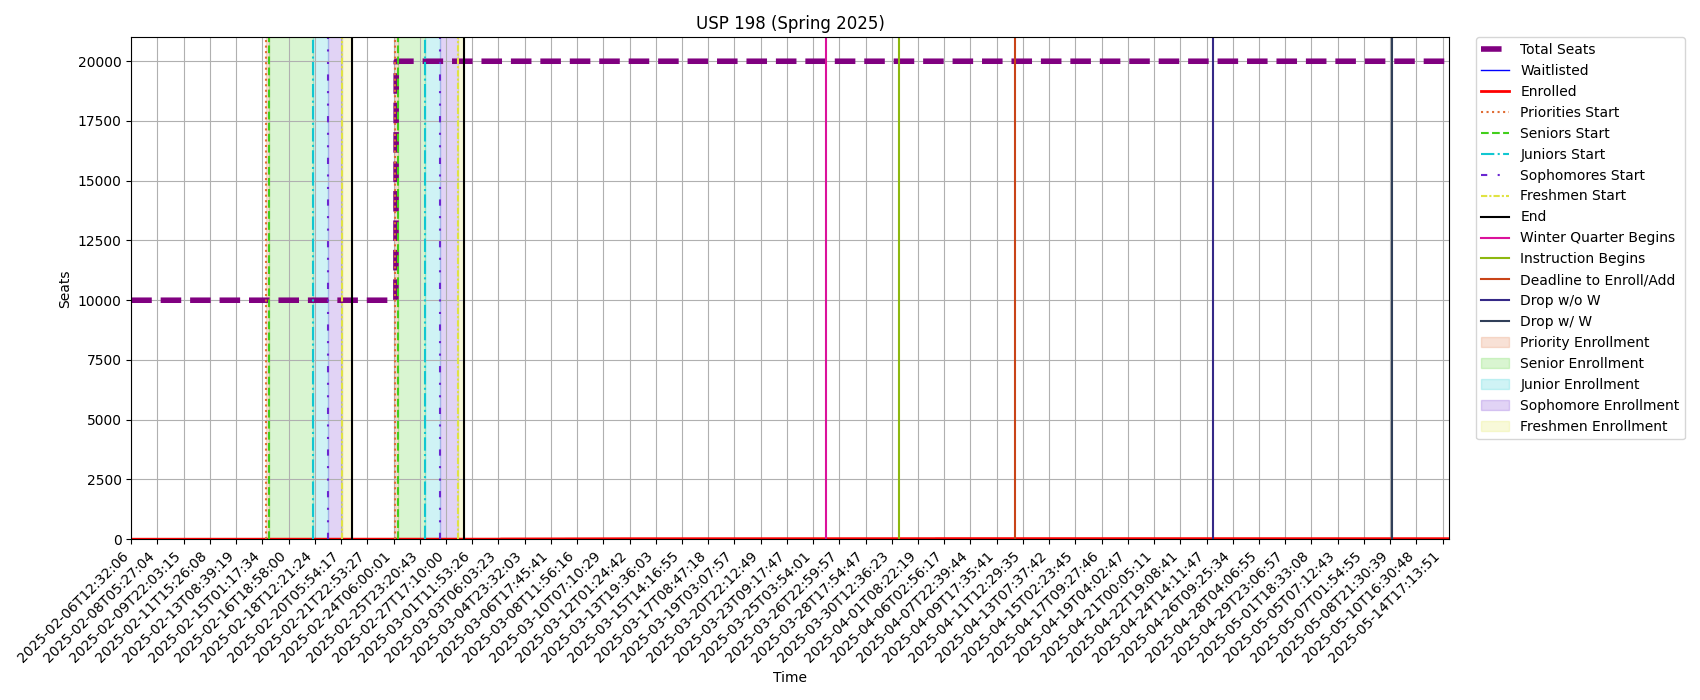 USP 198 (Spring 2025)
Seats
20000
17500
15000
12500
10000
7500
5000
2500
0
2025-02-06T12:32:06
2025-02-08T05:27:04
2025-02-09T22:03:15
2025-02-11T15:26:08
2025-02-13T08:39:19
2025-02-15T01:17:34
2025-02-16T18:58:00
2025-02-18T12:21:24
2025-02-20T05:54:17
2025-02-21T22:53:27
2025-02-24T06:00:01
2025-02-25T23:20:43
2025-02-27T17:10:00
2025-03-01T11:53:26
2025-03-03T06:03:23
2025-03-04T23:32:03
2025-03-06T17:45:41
2025-03-08T11:56:16
2025-03-10T07:10:29
2025-03-12T01:24:42
2025-03-13T19:36:03
2025-03-15T14:16:55
2025-03-17T08:47:18
2025-03-19T03:07:57
2025-03-20T22:12:49
2025-03-23T09:17:47
2025-03-25T03:54:01
2025-03-26T22:59:57
2025-03-28T17:54:47
2025-03-30T12:36:23
2025-04-01T08:22:19
2025-04-06T02:56:17
2025-04-07T22:39:44
2025-04-09T17:35:41
2025-04-11T12:29:35
2025-04-13T07:37:42
2025-04-15T02:23:45
2025-04-17T09:27:46
2025-04-19T04:02:47
2025-04-21T00:05:11
2025-04-22T19:08:41
2025-04-24T14:11:47
2025-04-26T09:25:34
2025-04-28T04:06:55
2025-04-29T23:06:57
2025-05-01T18:33:08
2025-05-05T07:12:43
2025-05-07T01:54:55
2025-05-08T21:30:39
2025-05-10T16:30:48
2025-05-14T17:13:51
Time
Total Seats
Waitlisted
Enrolled
Priorities Start
Seniors Start
Juniors Start
Sophomores Start
Freshmen Start
End
Winter Quarter Begins
Instruction Begins
Deadline to Enroll/Add
Drop w/o W
Drop w/ W
Priority Enrollment
Senior Enrollment
Junior Enrollment
Sophomore Enrollment
Freshmen Enrollment